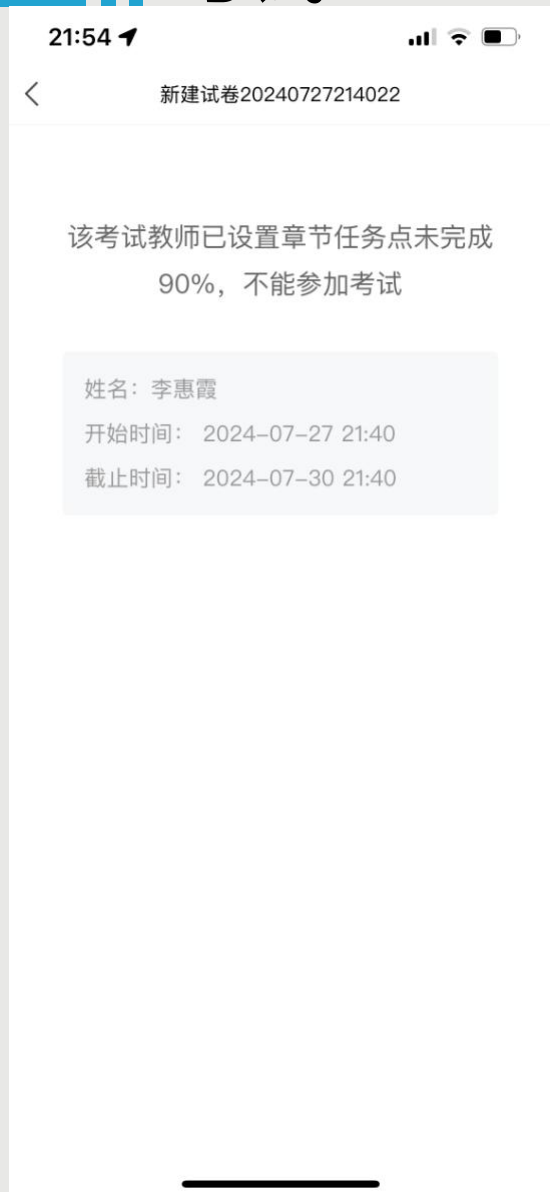 21:54
新建试卷20240727214022
该考试教师已设置章节任务点未完成
90%，不能参加考试
姓名：李惠霞
开始时间： 2024-07-27 21:40
截止时间： 2024-07-30 21:40